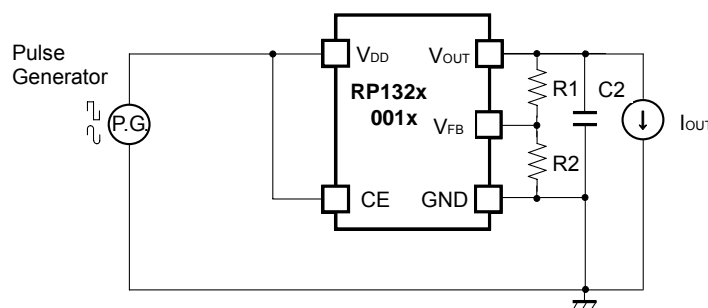 Pulse
Generator
P.G.
VDD
VOUT
RP132x
001x
VFB
CE
GND
R1
R2
C2
IOUT